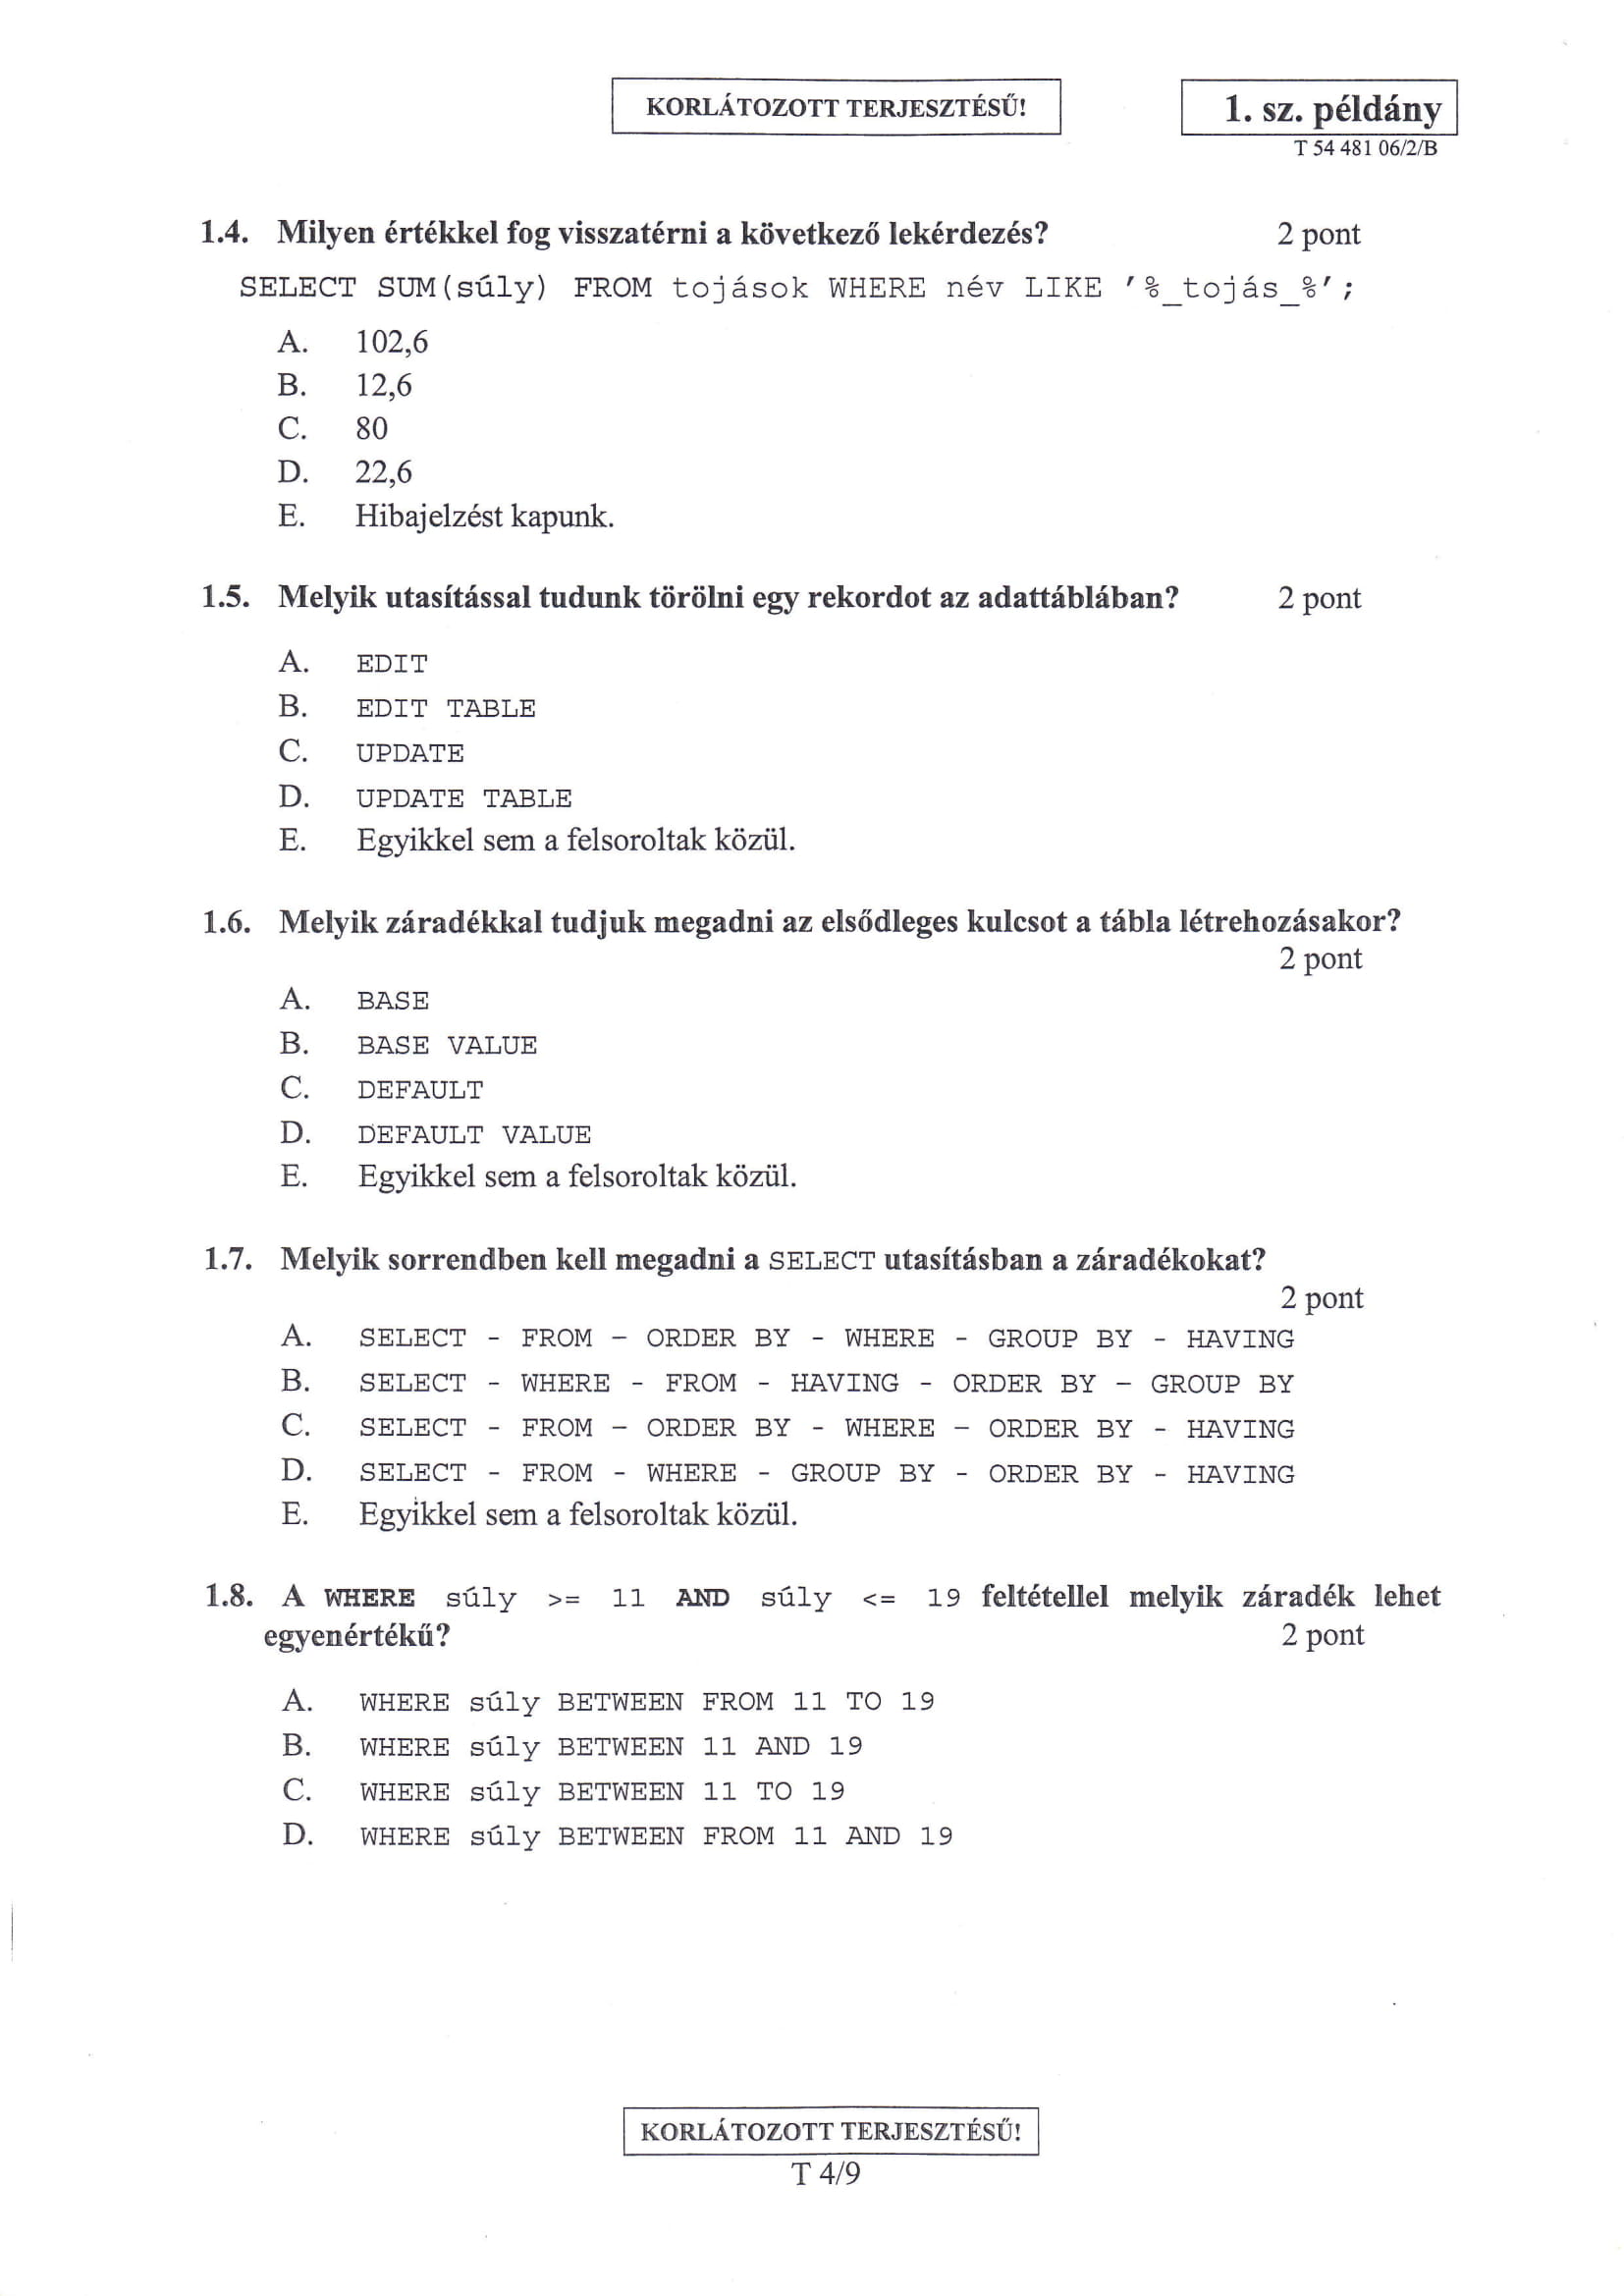 KORLÁTOZOTT TERJESZTÉSŰ!
1. sz. példány
T 54 481 06/2/B
1.4. Milyen értékkel fog visszatérni a következő lekérdezés? 2 pont
SELECT SUM(súly) FROM tojások WHERE név LIKE '%_tojás_%';
A. 102,6
B. 12,6
C. 80
D. 22,6
E. Hibajelzést kapunk.
1.5. Melyik utasítással tudunk törölni egy rekordot az adattáblában? 2 pont
A. EDIT
B. EDIT TABLE
C. UPDATE
D. UPDATE TABLE
E. Egyikkel sem a felsoroltak közül.
1.6. Melyik záradékkal tudjuk megadni az elsődleges kulcsot a tábla létrehozásakor?
2 pont
A. BASE
B. BASE VALUE
C. DEFAULT
D. DEFAULT VALUE
E. Egyikkel sem a felsoroltak közül.
1.7. Melyik sorrendben kell megadni a SELECT utasításban a záradékokat?
2 pont
A. SELECT - FROM – ORDER BY - WHERE - GROUP BY - HAVING
B. SELECT - WHERE - FROM - HAVING - ORDER BY – GROUP BY
C. SELECT - FROM – ORDER BY - WHERE – ORDER BY - HAVING
D. SELECT - FROM - WHERE - GROUP BY - ORDER BY - HAVING
E. Egyikkel sem a felsoroltak közül.
1.8. A WHERE súly >= 11 AND súly <= 19 feltétellel melyik záradék lehet
egyenértékű? 2 pont
A. WHERE súly BETWEEN FROM 11 TO 19
B. WHERE súly BETWEEN 11 AND 19
C. WHERE súly BETWEEN 11 TO 19
D. WHERE súly BETWEEN FROM 11 AND 19
KORLÁTOZOTT TERJESZTÉSŰ!
T 4/9